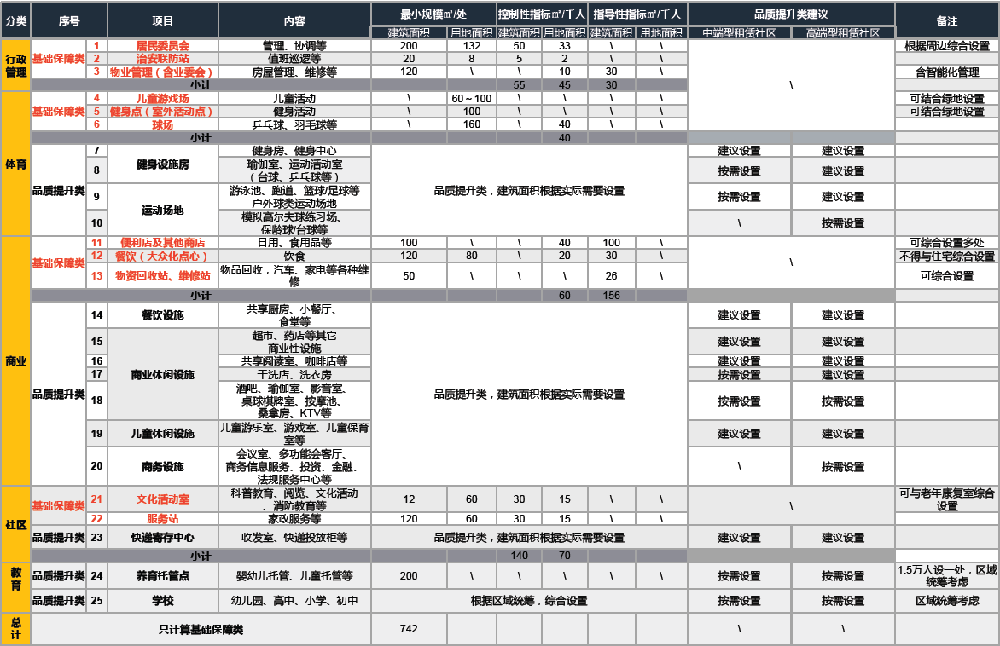 分类 序号 项目 内容 最小规模㎡/处 控制性指标㎡/千人 指导性指标㎡/千人 品质提升类建议 备注
建筑面积 用地面积 建筑面积 用地面积 建筑面积 用地面积 中端型租赁社区 高端型租赁社区
行政管理 基础保障类 1 居民委员会 管理、协调等 200 132 50 33 \ \ \ 根据周边综合设置
2 治安联防站 值班巡逻等 20 8 5 2 \ \
3 物业管理（含业委会） 房屋管理、维修等 120 \ \ 10 30 \ 含智能化管理
小计 55 45 30
体育 基础保障类 4 儿童游戏场 儿童活动 \ 60～100 \ \ \ \ 可结合绿地设置
5 健身点（室外活动点） 健身活动 \ 100 \ \ \ \ 可结合绿地设置
6 球场 乒乓球、羽毛球等 \ 160 \ 40 \ \
小计 40
品质提升类 7 健身设施房 健身房、健身中心 品质提升类，建筑面积根据实际需要设置 建议设置 建议设置
8 瑜伽室、运动活动室
（台球、乒乓球等） 按需设置 建议设置
9 运动场地 游泳池、跑道、篮球/足球等
户外球类运动场地 按需设置 建议设置
10 模拟高尔夫球练习场、
保龄球/台球等 \ 按需设置
商业 基础保障类 11 便利店及其他商店 日用、食用品等 100 \ \ 40 100 \ \ 可综合设置多处
12 餐饮（大众化点心） 饮食 120 80 \ 20 30 \ 不得与住宅综合设置
13 物资回收站、维修站 物品回收，汽车、家电等各种维
修 50 \ \ \ 26 \ 可综合设置
小计 60 156
品质提升类 14 餐饮设施 共享厨房、小餐厅、
食堂等 品质提升类，建筑面积根据实际需要设置 建议设置 建议设置
15 商业休闲设施 超市、药店等其它
商业性设施 建议设置 建议设置
16 共享阅读室、咖啡店等 建议设置 建议设置
17 干洗店、洗衣房 按需设置 建议设置
18 酒吧、瑜伽室、影音室、
桌球棋牌室、按摩池、
桑拿房、KTV等 按需设置 按需设置
19 儿童休闲设施 儿童游乐室、游戏室、儿童保育
室等 建议设置 建议设置
20 商务设施 会议室、多功能会客厅、
商务信息服务、投资、金融、
法规服务中心等 \ 按需设置
社区 基础保障类 21 文化活动室 科普教育、阅览、文化活动
、消防教育等 12 60 30 15 \ \ \ 可与老年康复室综合
设置
22 服务站 家政服务等 120 60 30 15 \ \
品质提升类 23 快递寄存中心 收发室、快递投放柜等 品质提升类，建筑面积根据实际需要设置 建议设置 建议设置
小计 140 70
教育 品质提升类 24 养育托管点 婴幼儿托管、儿童托管等 200 \ \ \ \ \ 按需设置 按需设置 1.5万人设一处，区域
统筹考虑
品质提升类 25 学校 幼儿园、高中、小学、初中 根据区域统筹，综合设置 按需设置 按需设置 区域统筹考虑
总计 只计算基础保障类 742 \ \